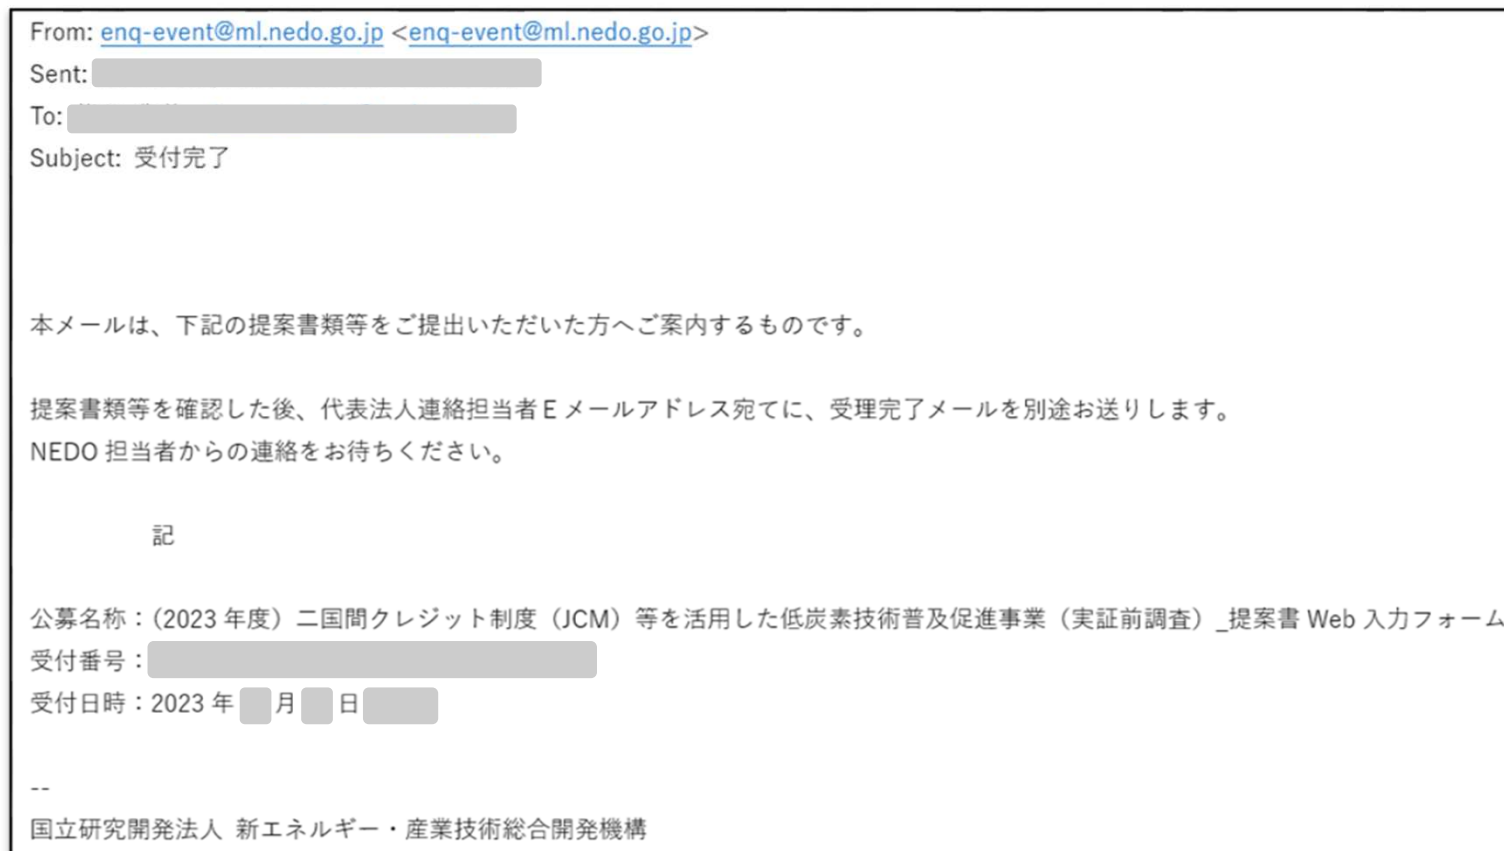 From: enq-event@ml.nedo.go.jp <enq-event@ml.nedo.go.jp>
Sent:
To:
Subject: 受付完了
本メールは、下記の提案書類等をご提出いただいた方へご案内するものです。
提案書類等を確認した後、代表法人連絡担当者Eメールアドレス宛てに、受理完了メールを別途お送りします。
NEDO 担当者からの連絡をお待ちください。
記
公募名称：（2023 年度）二国間クレジット制度（JCM）等を活用した低炭素技術普及促進事業（実証前調査）_提案書 Web 入力フォーム
受付番号：
受付日時：2023 年 月 日
--
国立研究開発法人 新エネルギー・産業技術総合開発機構